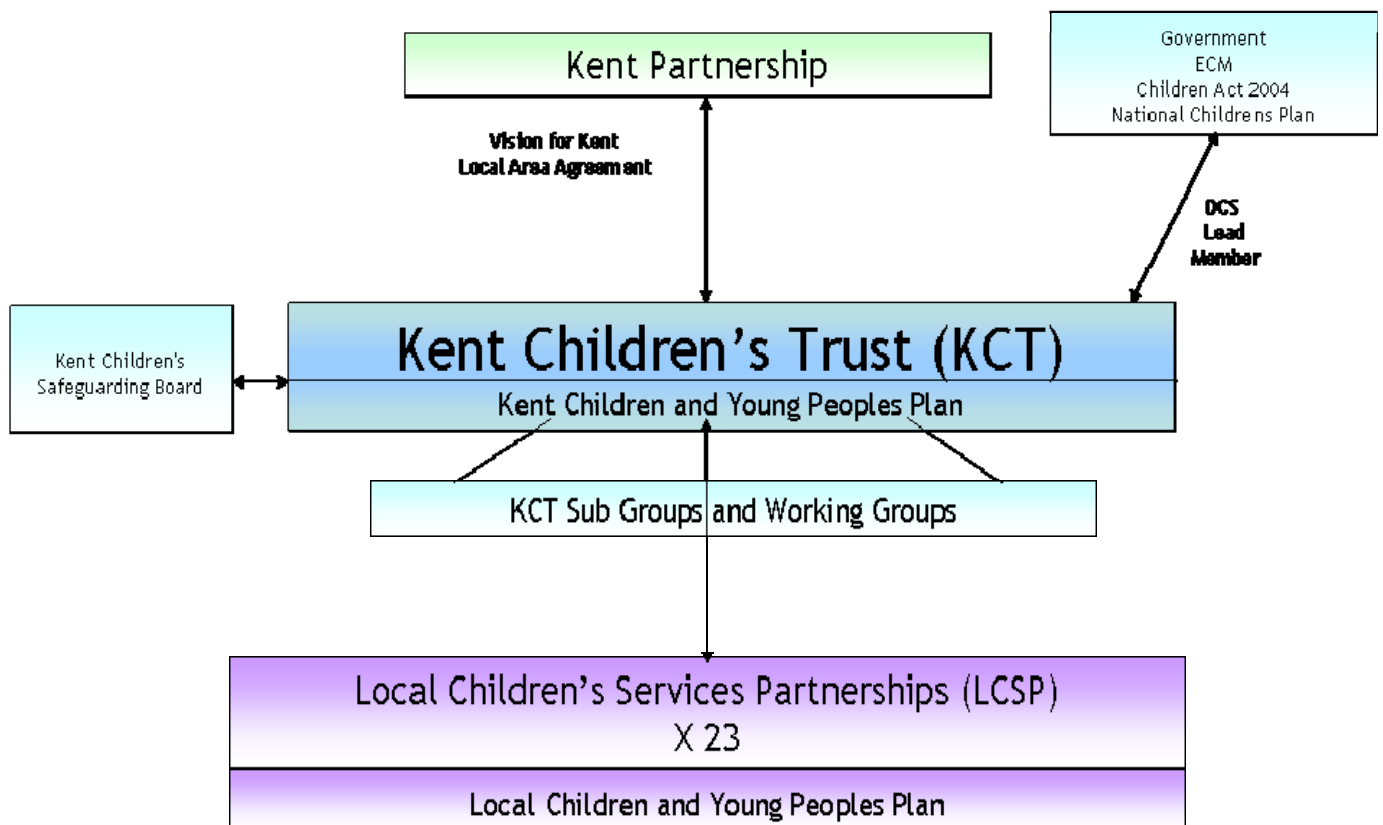 Kent Partnership
Government
ECM
Children Act 2004
National Childrens Plan
Vision for Kent
Local Area Agreement
DCS
Lead
Member
Kent Children's
Safeguarding Board
Kent Children’s Trust (KCT)
Kent Children and Young Peoples Plan
KCT Sub Groups and Working Groups
Local Children’s Services Partnerships (LCSP)
X 23
Local Children and Young Peoples Plan